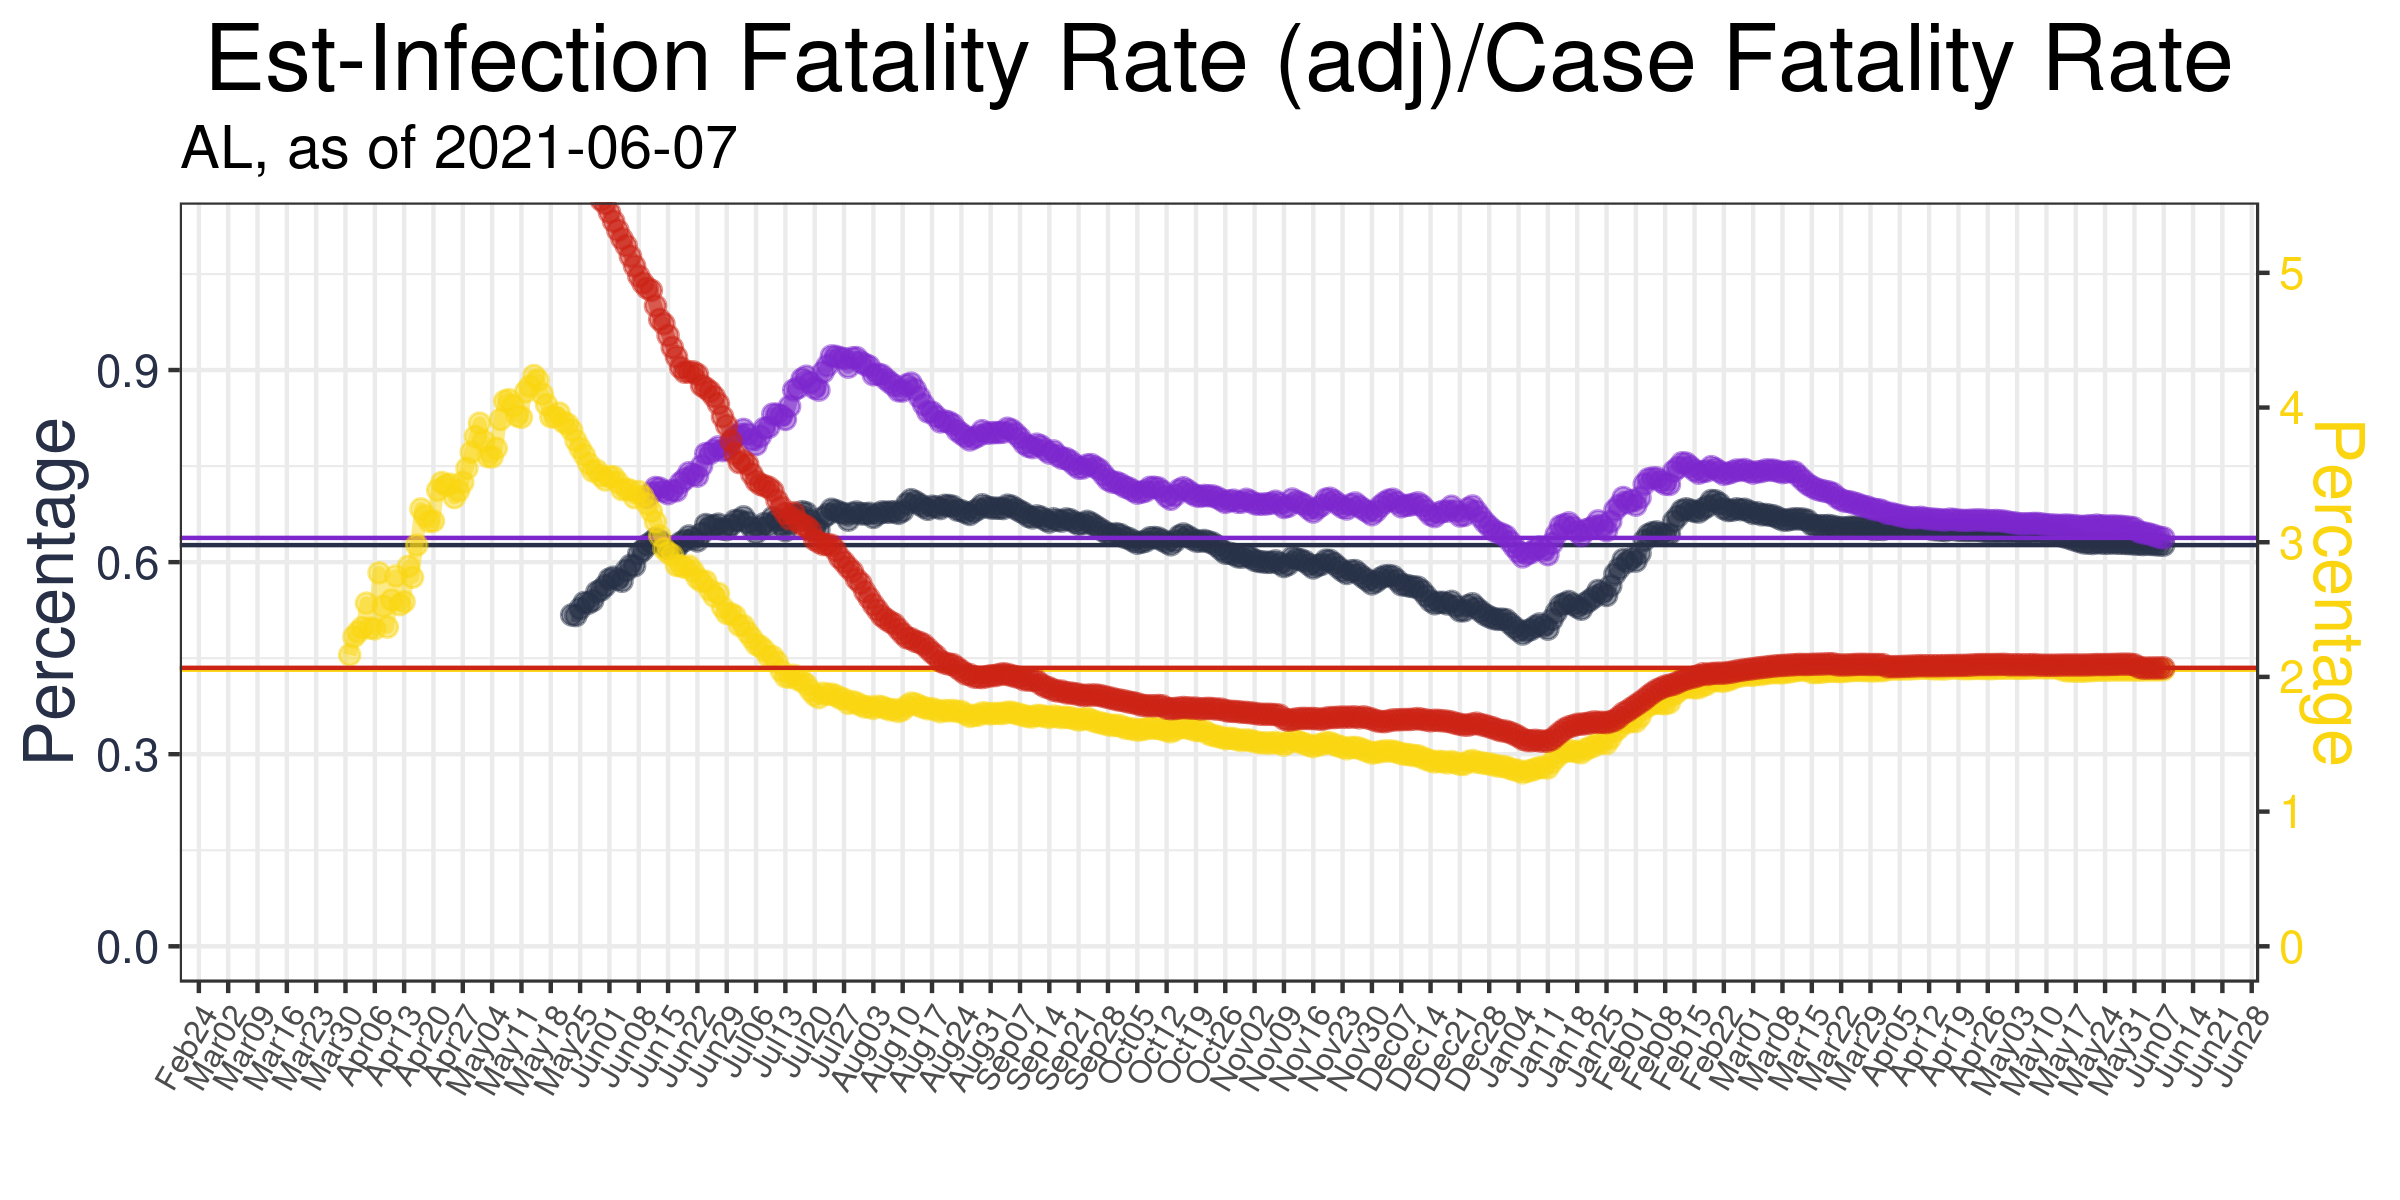 Est-Infection Fatality Rate (adj)/Case Fatality Rate
AL, as of 2021-06-07
Percentage
0.9
0.6
0.3
0.0
5
4
3
2
1
0
Percentage
Feb24
Mar02
Mar09
Mar16
Mar23
Mar30
Apr06
Apr13
Apr20
Apr27
May04
May11
May18
May25
Jun01
Jun08
Jun15
Jun22
Jun29
Jul06
Jul13
Jul20
Jul27
Aug03
Aug10
Aug17
Aug24
Aug31
Sep07
Sep14
Sep21
Sep28
Oct05
Oct12
Oct19
Oct26
Nov02
Nov09
Nov16
Nov23
Nov30
Dec07
Dec14
Dec21
Dec28
Jan04
Jan11
Jan18
Jan25
Feb01
Feb08
Feb15
Feb22
Mar01
Mar08
Mar15
Mar22
Mar29
Apr05
Apr12
Apr19
Apr26
May03
May10
May17
May24
May31
Jun07
Jun14
Jun21
Jun28